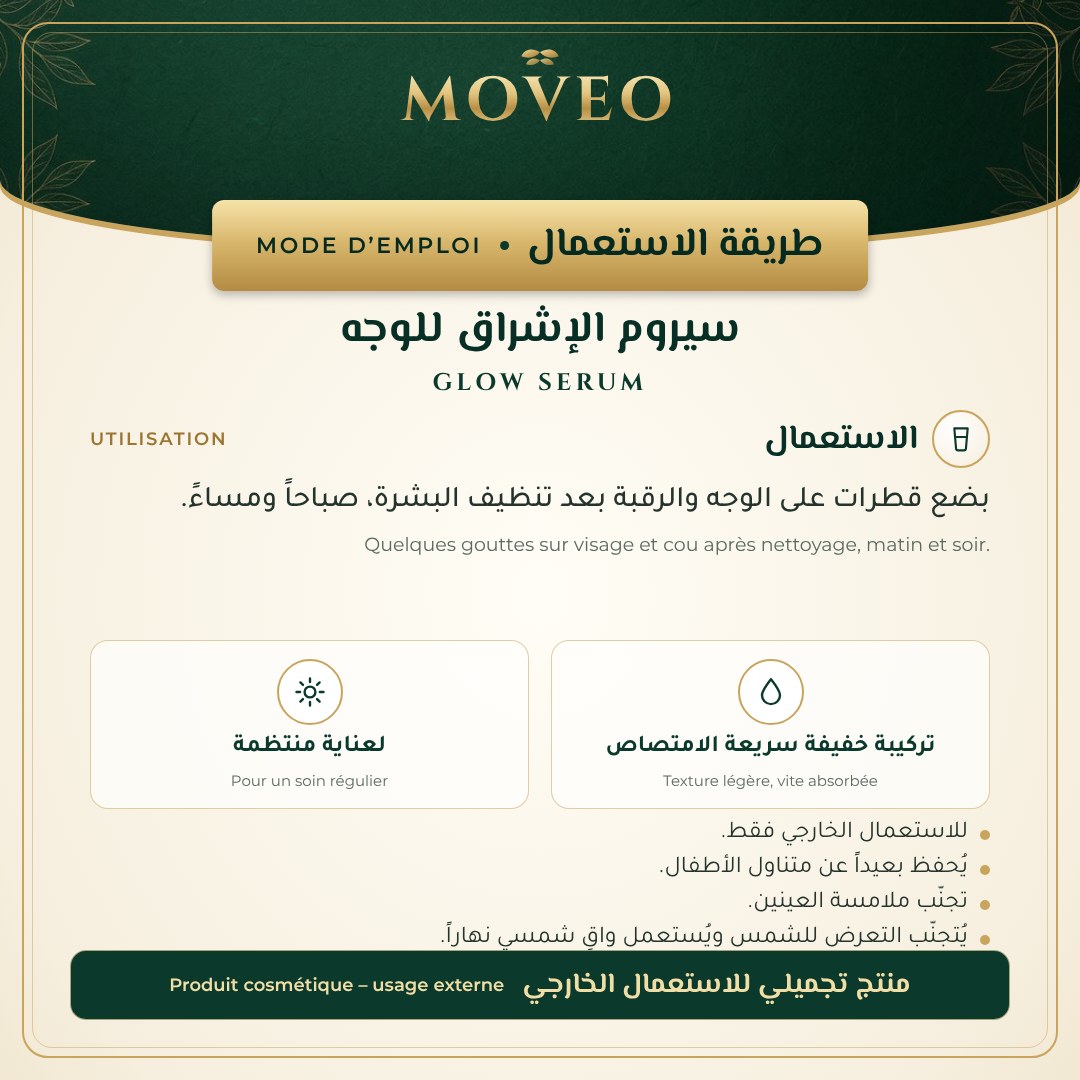 MOVEO
طريقة الاستعمال • MODE D’EMPLOI
سيروم الإشراق للوجه
GLOW SERUM
الاستعمال
UTILISATION
بضع قطرات على الوجه والرقبة بعد تنظيف البشرة، صباحاً ومساءً.
Quelques gouttes sur visage et cou après nettoyage, matin et soir.
تركيبة خفيفة سريعة الامتصاص
Texture légère, vite absorbée
لعناية منتظمة
Pour un soin régulier
للاستعمال الخارجي فقط.
يُحفظ بعيداً عن متناول الأطفال.
تجنّب ملامسة العينين.
يُتجنّب التعرض للشمس ويُستعمل واقٍ شمسي نهاراً.
منتج تجميلي للاستعمال الخارجي Produit cosmétique – usage externe